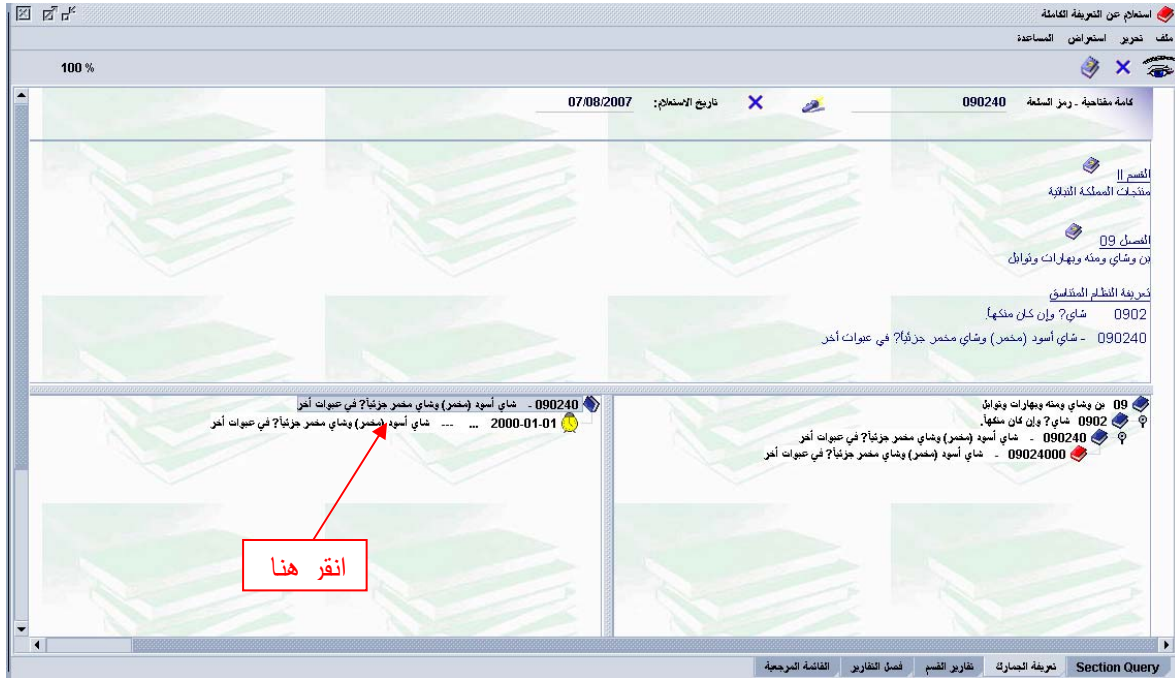 استعلام عن التعريفة الكاملة
ملف تحرير استعراض المساعدة
100 %
كامة مفتاحية ـ رمز السلعة 090240 تاريخ الاستعلام: 07/08/2007
القسم II
منتجات المملكة النباتية
الفصل 09
بن وشاي ومته وبهارات وتوابل
تعريفة النظام المتناسق
0902 شاي? وإن كان منكهاً.
090240 - شاي أسود (مخمر) وشاي مخمر جزئياً? في عبوات أخر
09 بن وشاي ومته وبهارات وتوابل
0902 شاي? وإن كان منكهاً.
090240 - شاي أسود (مخمر) وشاي مخمر جزئياً? في عبوات أخر
09024000 - شاي أسود (مخمر) وشاي مخمر جزئياً? في عبوات أخر
090240 - شاي أسود (مخمر) وشاي مخمر جزئياً? في عبوات أخر
2000-01-01 ... --- شاي أسود (مخمر) وشاي مخمر جزئياً? في عبوات أخر
انقر هنا
Section Query تعريفة الجمارك تقارير القسم فصل التقارير القائمة المرجعية